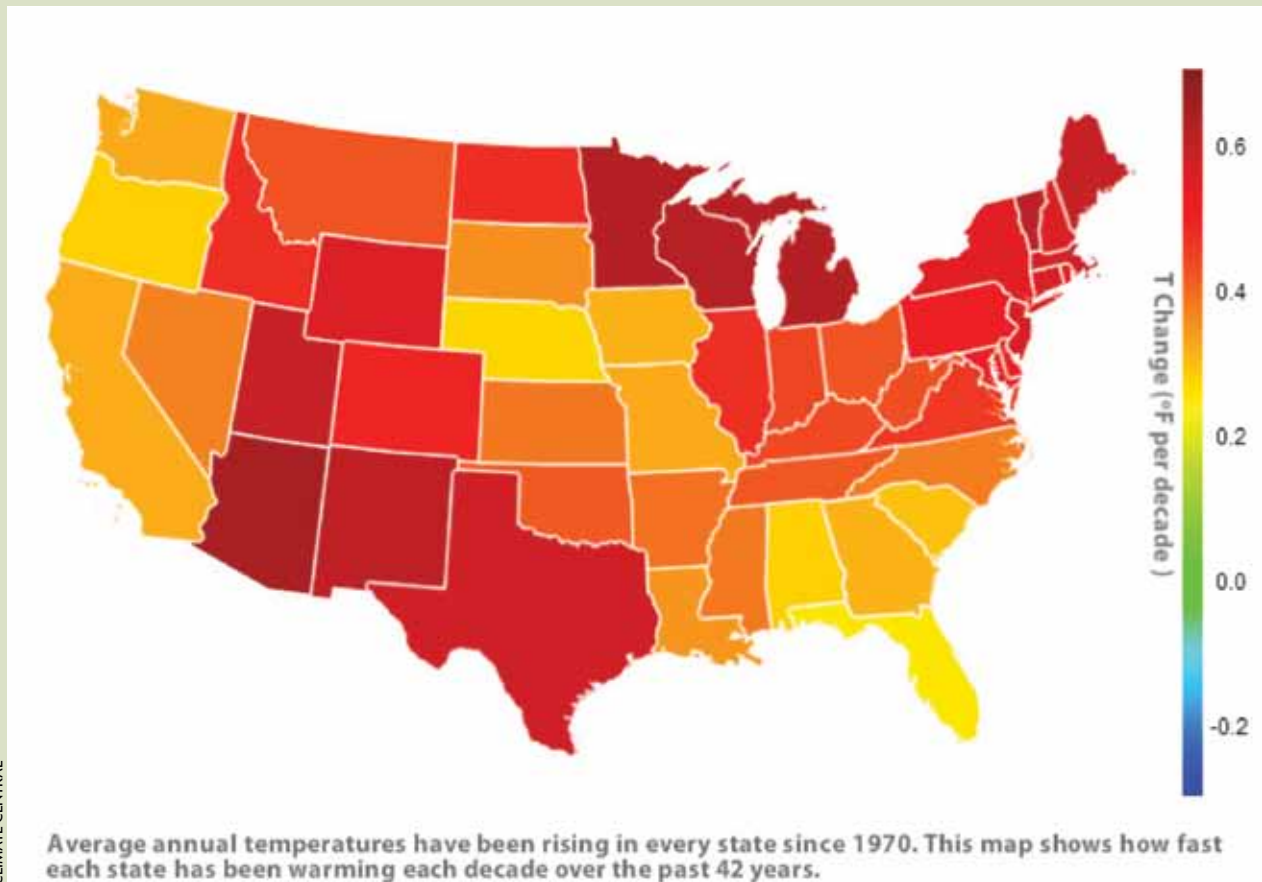 0.6
0.4
T Change (°F per decade )
0.2
0.0
-0.2
CLIMATE CENTRAL
Average annual temperatures have been rising in every state since 1970. This map shows how fast
each state has been warming each decade over the past 42 years.